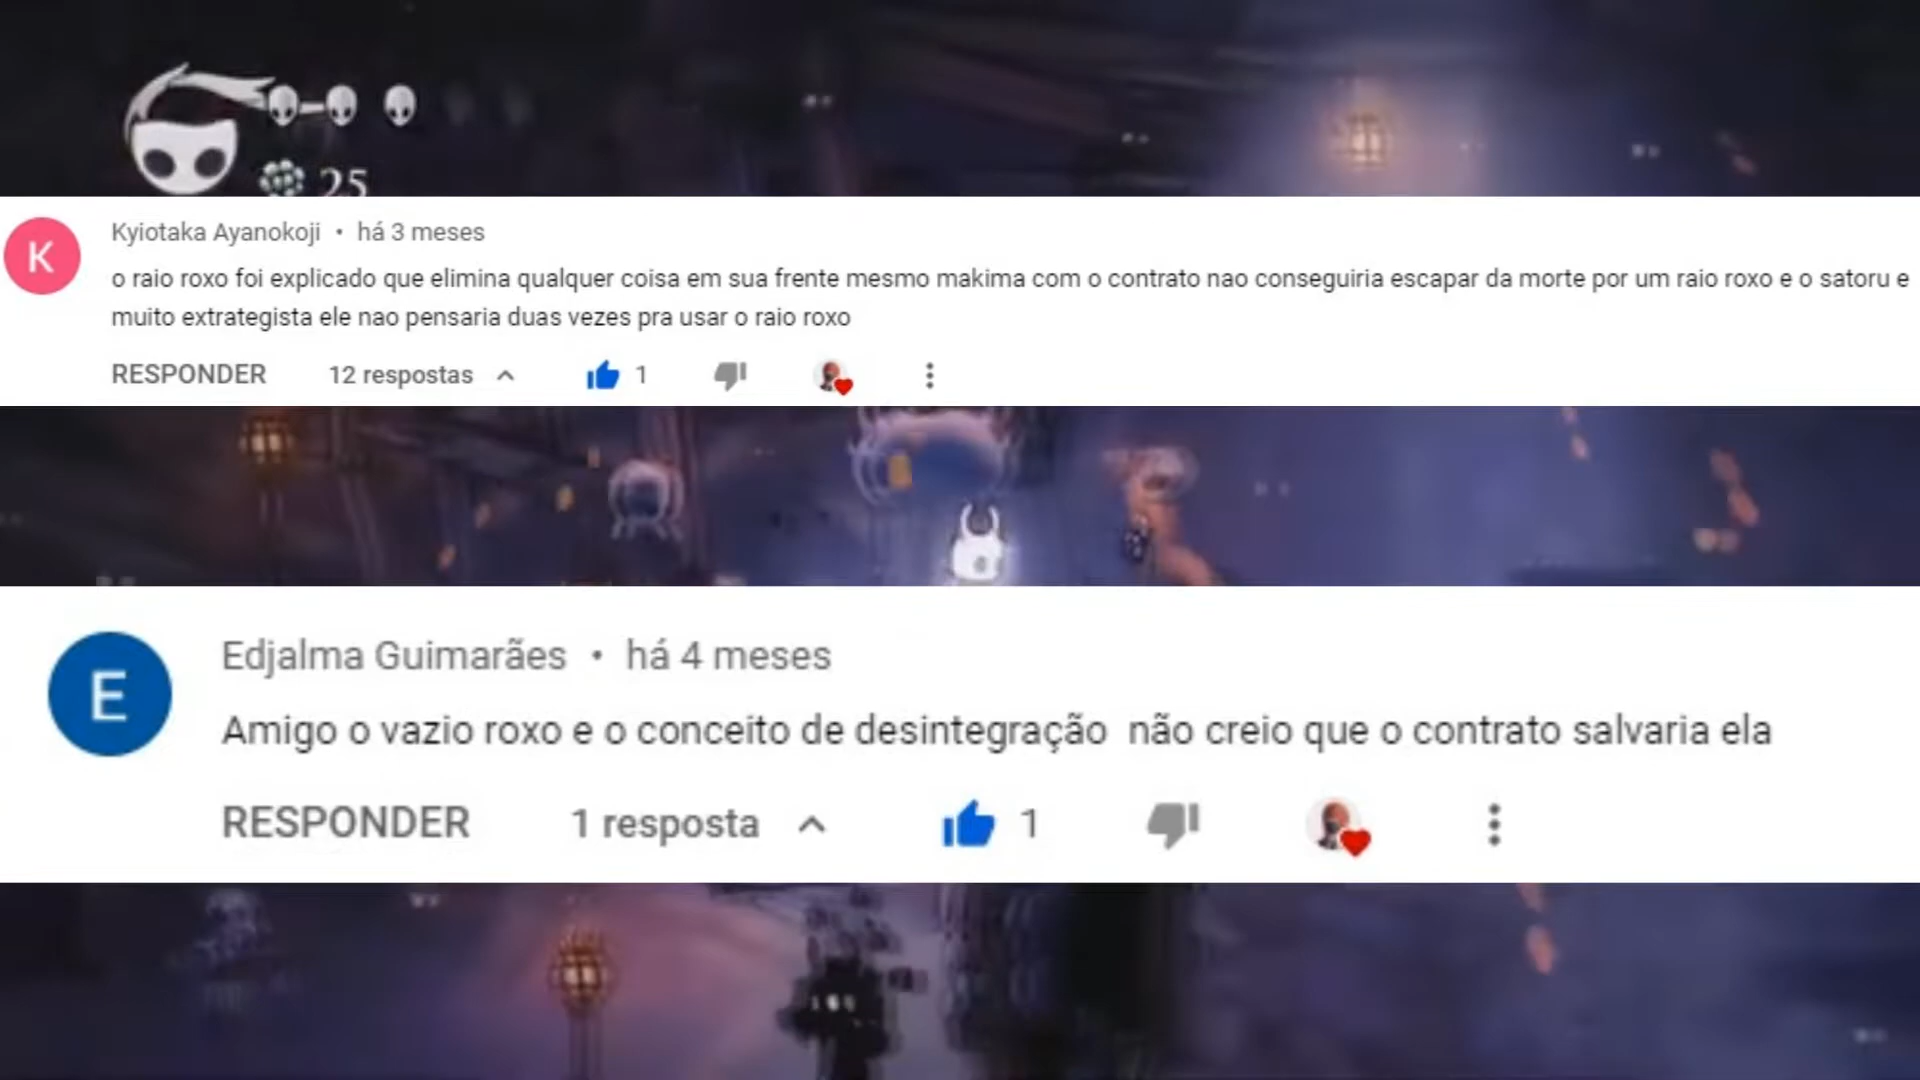 25
K
Kyiotaka Ayanokoji • há 3 meses
o raio roxo foi explicado que elimina qualquer coisa em sua frente mesmo makima com o contrato nao conseguiria escapar da morte por um raio roxo e o satoru e
muito extrategista ele nao pensaria duas vezes pra usar o raio roxo
RESPONDER 12 respostas 1
E
Edjalma Guimarães • há 4 meses
Amigo o vazio roxo e o conceito de desintegração não creio que o contrato salvaria ela
RESPONDER 1 resposta 1